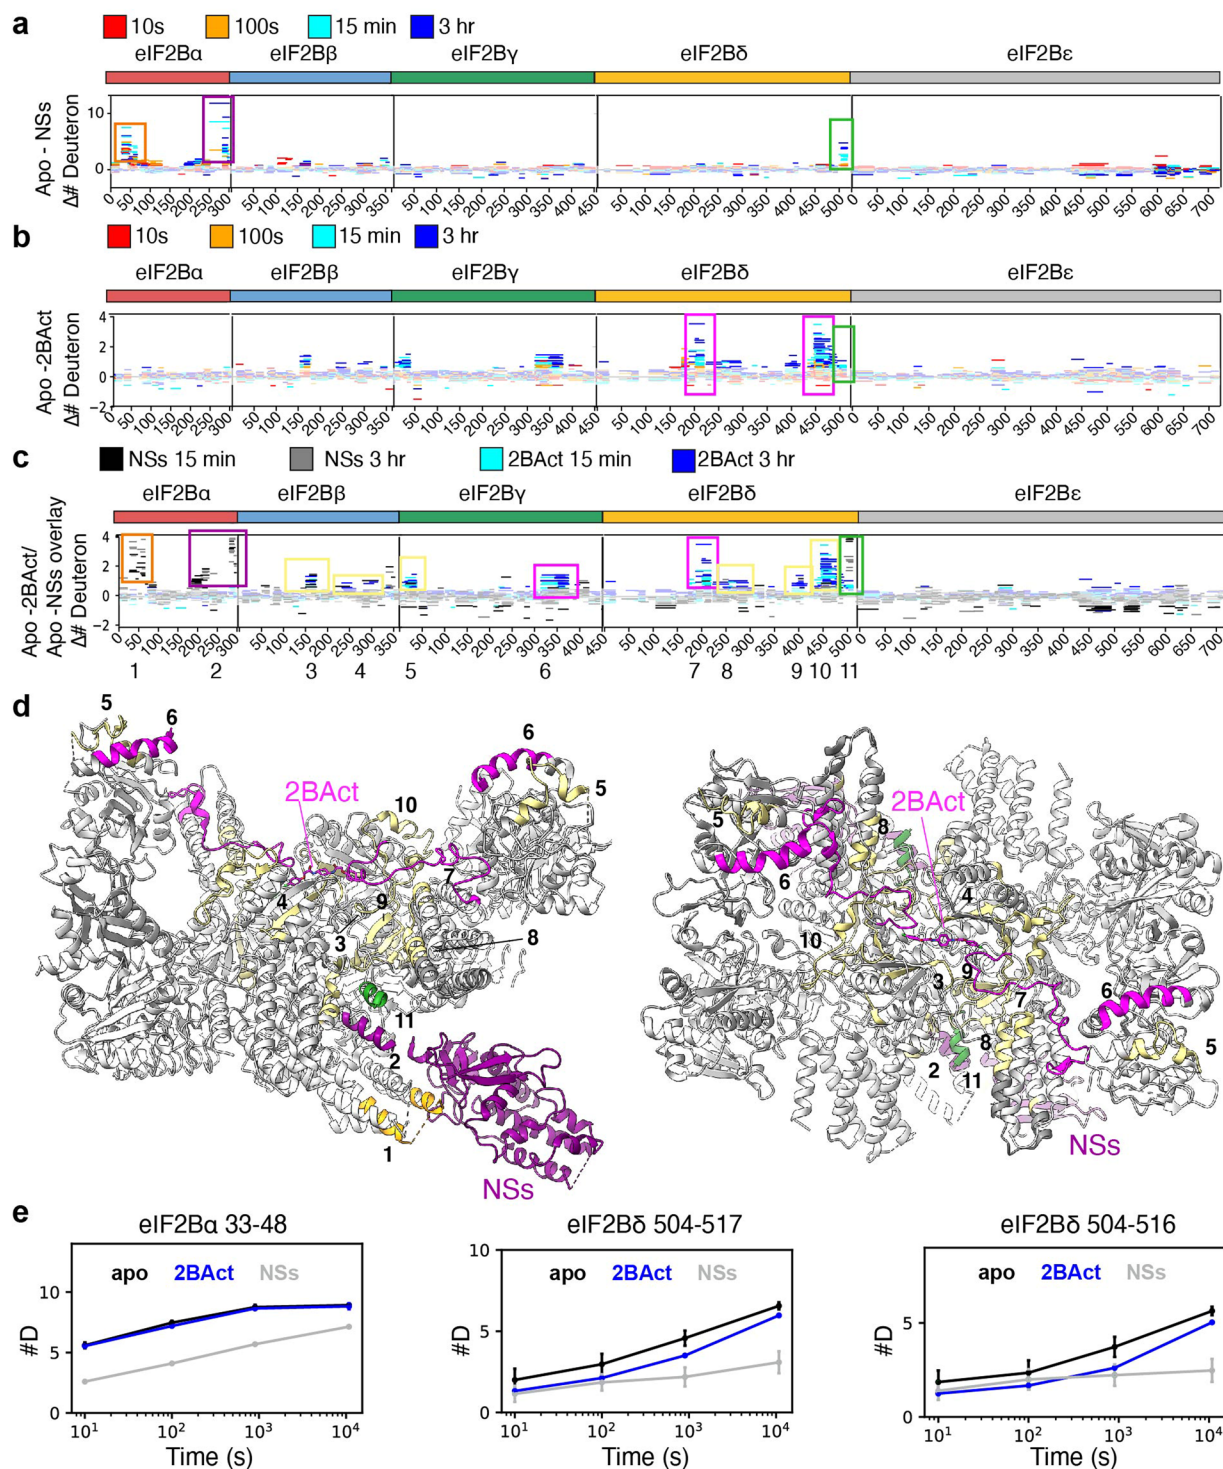 a
10s 100s 15 min 3 hr
eIF2Bα eIF2Bβ eIF2Bγ eIF2Bδ eIF2Bε
Apo - NSs
Δ# Deuteron
10
0
0 50 100 150 200 250 300 50 100 150 200 250 300 350 50 100 150 200 250 300 350 400 450 50 100 150 200 250 300 350 400 450 500 0 50 100 150 200 250 300 350 400 450 500 550 600 650 700
b
10s 100s 15 min 3 hr
eIF2Bα eIF2Bβ eIF2Bγ eIF2Bδ eIF2Bε
Apo -2BAct
Δ# Deuteron
4
2
0
−2
0 50 100 150 200 250 300 50 100 150 200 250 300 350 50 100 150 200 250 300 350 400 450 50 100 150 200 250 300 350 400 450 500 0 50 100 150 200 250 300 350 400 450 500 550 600 650 700
c
NSs 15 min NSs 3 hr 2BAct 15 min 2BAct 3 hr
eIF2Bα eIF2Bβ eIF2Bγ eIF2Bδ eIF2Bε
Apo -2BAct/
Apo -NSs overlay
Δ# Deuteron
4
2
0
−2
0 50 100 150 200 250 300 50 100 150 200 250 300 350 50 100 150 200 250 300 350 400 450 50 100 150 200 250 300 350 400 450 500 0 50 100 150 200 250 300 350 400 450 500 550 600 650 700
1 2 3 4 5 6 7 8 9 10 11
d
5 6 2BAct 10 6 5 7 4 9 3 8 11 2 1 NSs
5 2BAct 8 6 4 10 3 9 7 6 5 8 2 11 NSs
e
eIF2Bα 33-48
apo 2BAct NSs
#D
10
5
0
10¹ 10² 10³ 10⁴
Time (s)
eIF2Bδ 504-517
apo 2BAct NSs
#D
10
5
0
10¹ 10² 10³ 10⁴
Time (s)
eIF2Bδ 504-516
apo 2BAct NSs
#D
5
0
10¹ 10² 10³ 10⁴
Time (s)